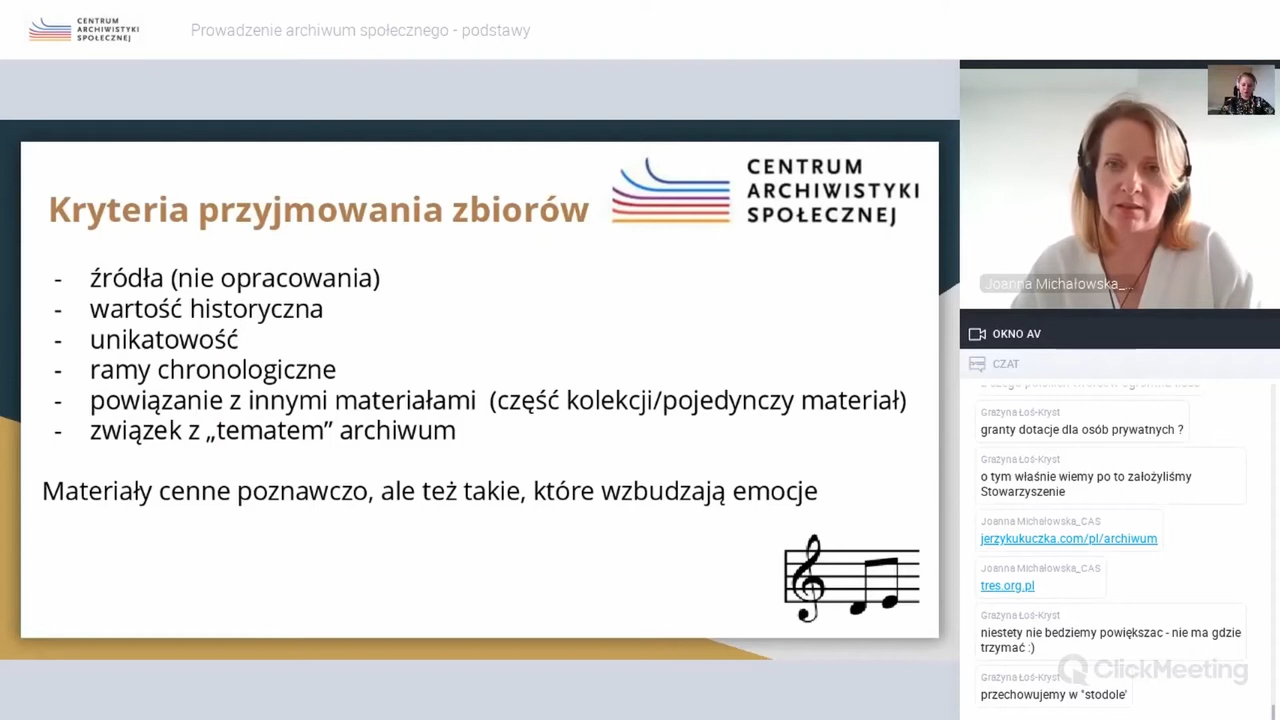 CENTRUM
ARCHIWISTYKI
SPOŁECZNEJ
Prowadzenie archiwum społecznego - podstawy
Kryteria przyjmowania zbiorów
CENTRUM
ARCHIWISTYKI
SPOŁECZNEJ
- źródła (nie opracowania)
- wartość historyczna
- unikatowość
- ramy chronologiczne
- powiązanie z innymi materiałami (część kolekcji/pojedynczy materiał)
- związek z „tematem” archiwum
Materiały cenne poznawczo, ale też takie, które wzbudzają emocje
Joanna Michałowska_...
OKNO AV
CZAT
Grażyna Łoś-Kryst
granty dotacje dla osób prywatnych ?
Grażyna Łoś-Kryst
o tym właśnie wiemy po to założyliśmy
Stowarzyszenie
Joanna Michałowska_CAS
jerzykukuczka.com/pl/archiwum
Joanna Michałowska_CAS
tres.org.pl
Grażyna Łoś-Kryst
niestety nie bedziemy powiększac - nie ma gdzie
trzymać :)
Grażyna Łoś-Kryst
przechowujemy w "stodole'
ClickMeeting